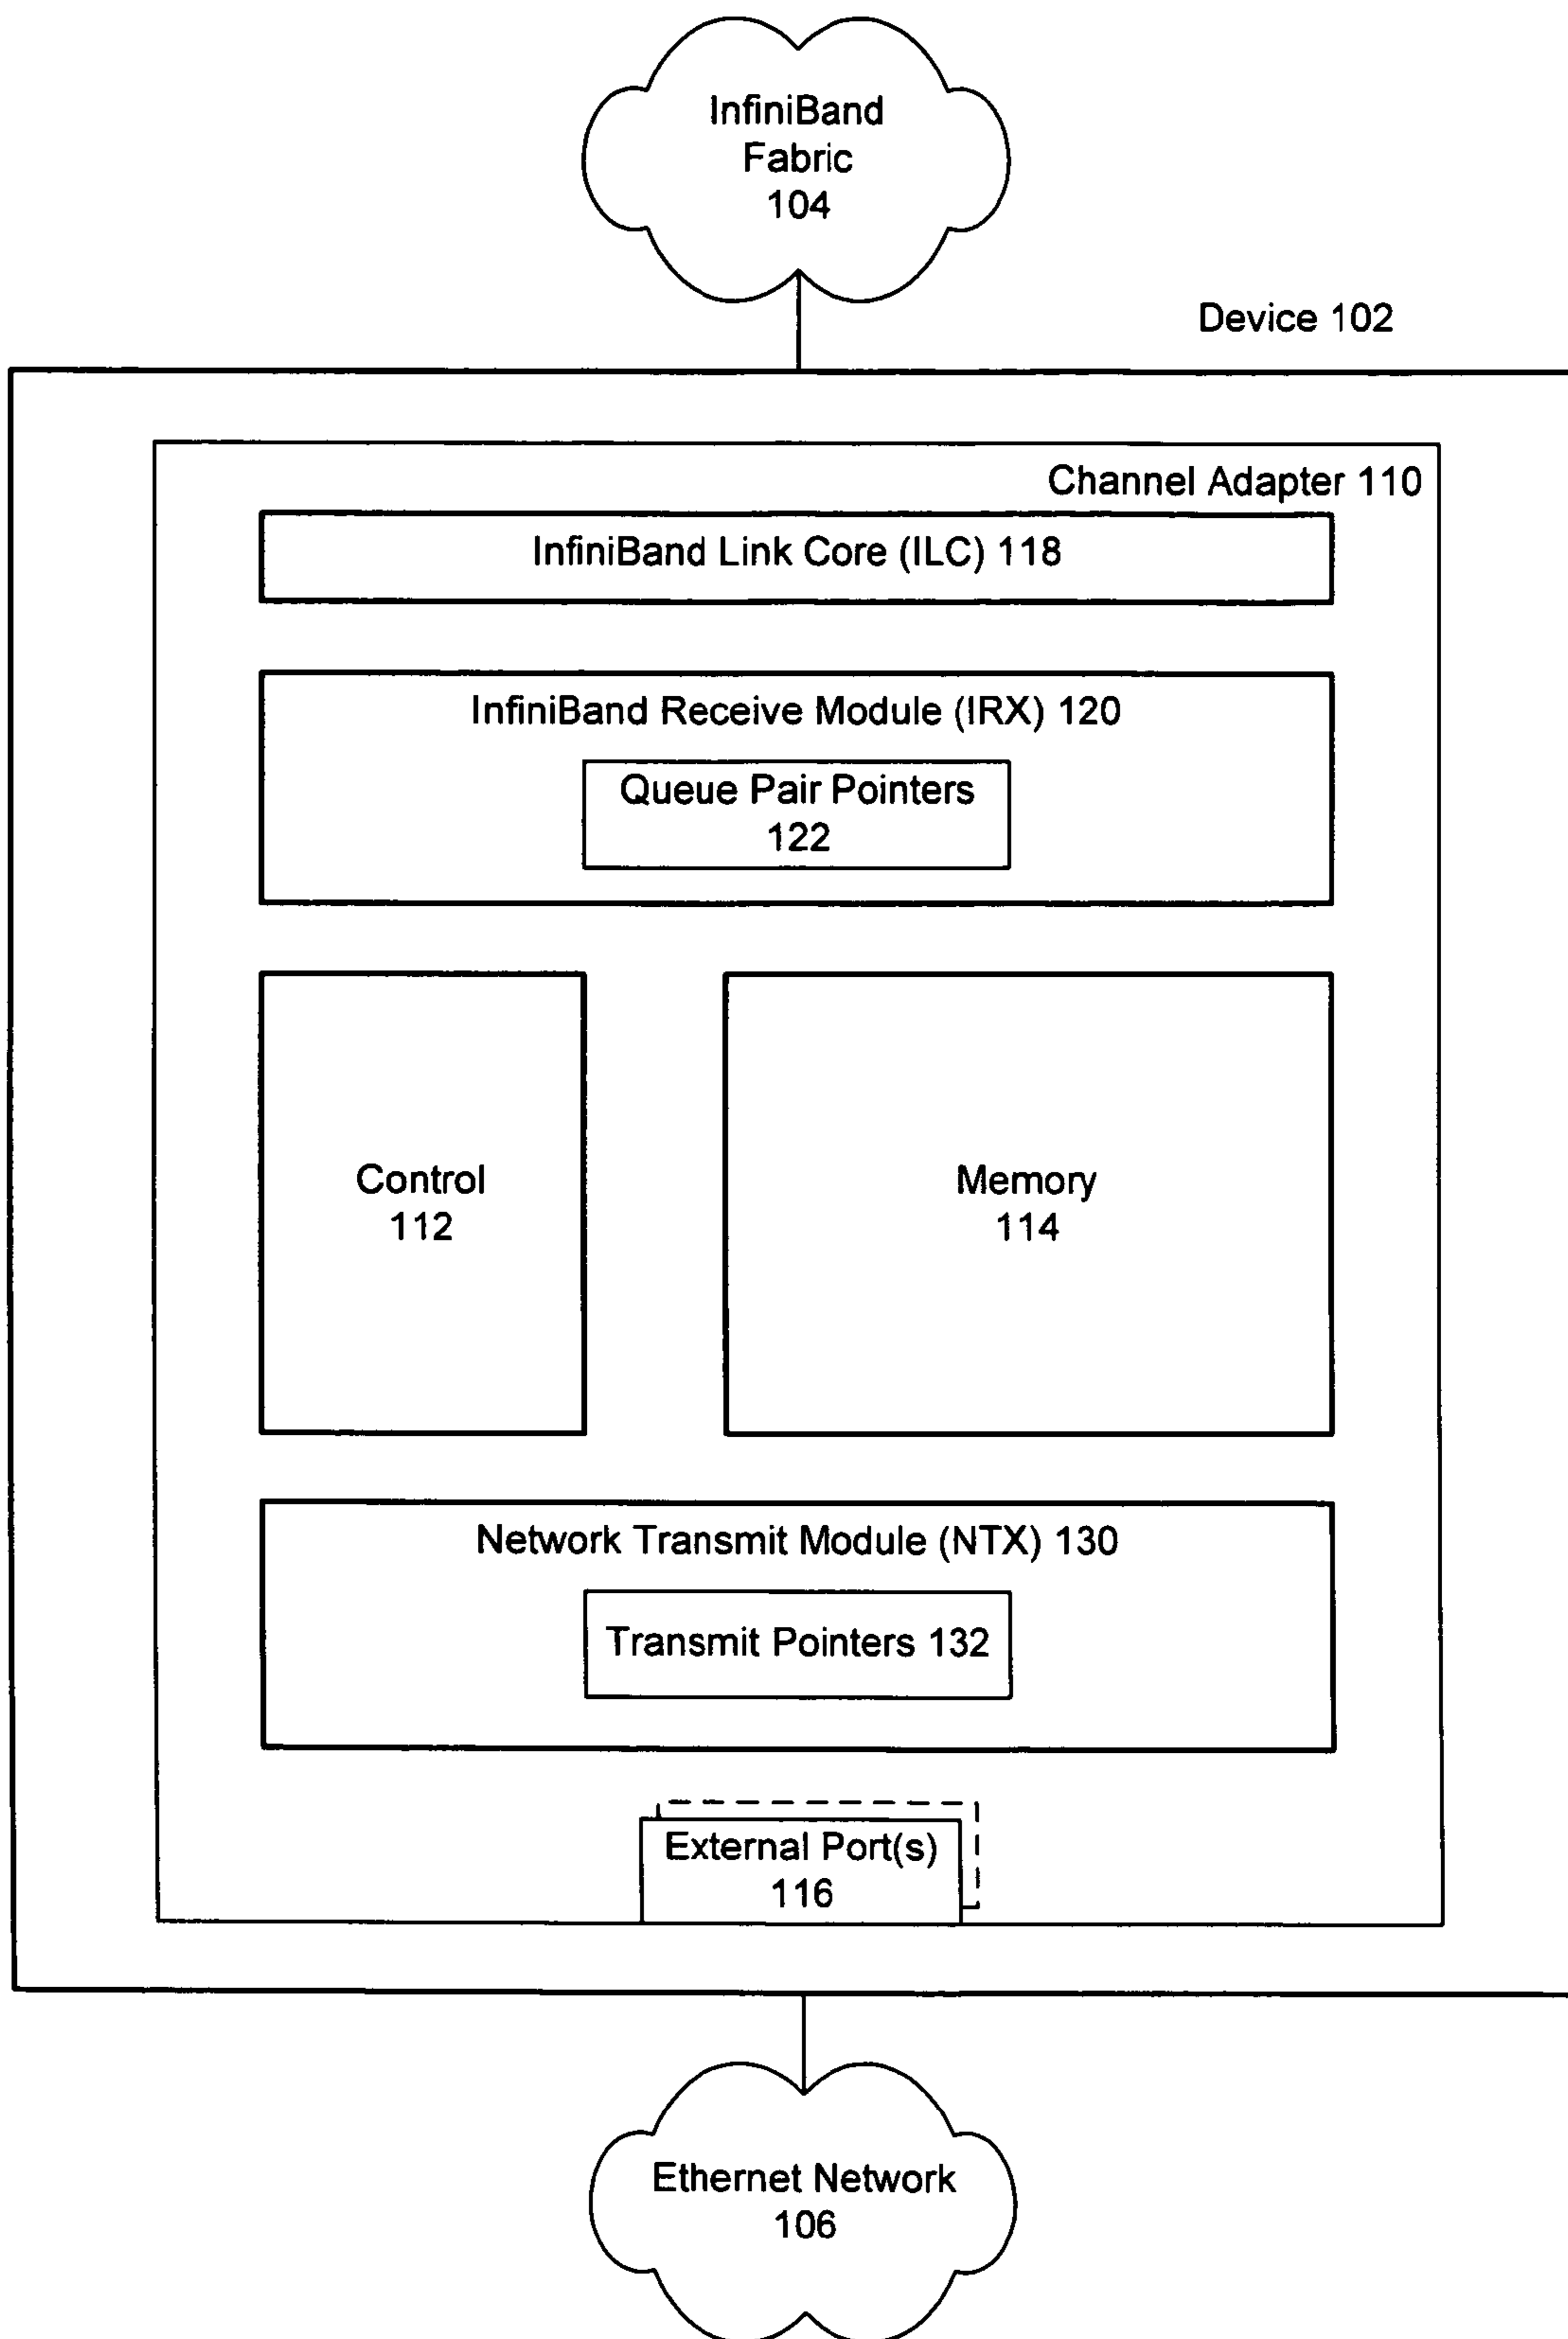 InfiniBand
Fabric
104
Device 102
Channel Adapter 110
InfiniBand Link Core (ILC) 118
InfiniBand Receive Module (IRX) 120
Queue Pair Pointers
122
Control
112
Memory
114
Network Transmit Module (NTX) 130
Transmit Pointers 132
External Port(s)
116
Ethernet Network
106